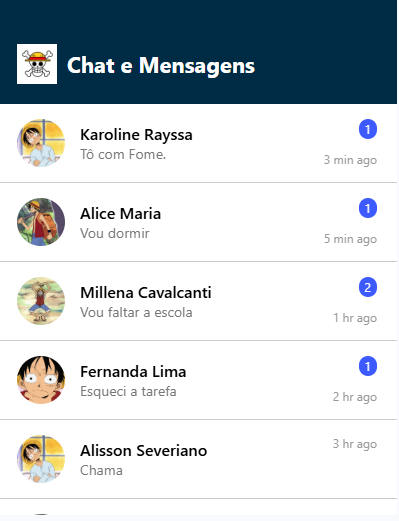 Chat e Mensagens
Karoline Rayssa
1
Tô com Fome.
3 min ago
Alice Maria
1
Vou dormir
5 min ago
Millena Cavalcanti
2
Vou faltar a escola
1 hr ago
Fernanda Lima
1
Esqueci a tarefa
2 hr ago
Alisson Severiano
3 hr ago
Chama